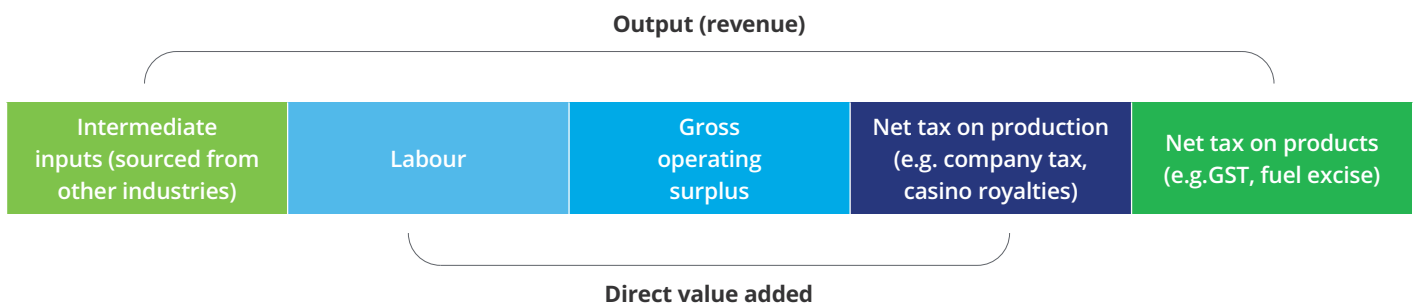 Output (revenue)
Intermediate
inputs (sourced from
other industries)
Labour
Gross
operating
surplus
Net tax on production
(e.g. company tax,
casino royalties)
Net tax on products
(e.g.GST, fuel excise)
Direct value added